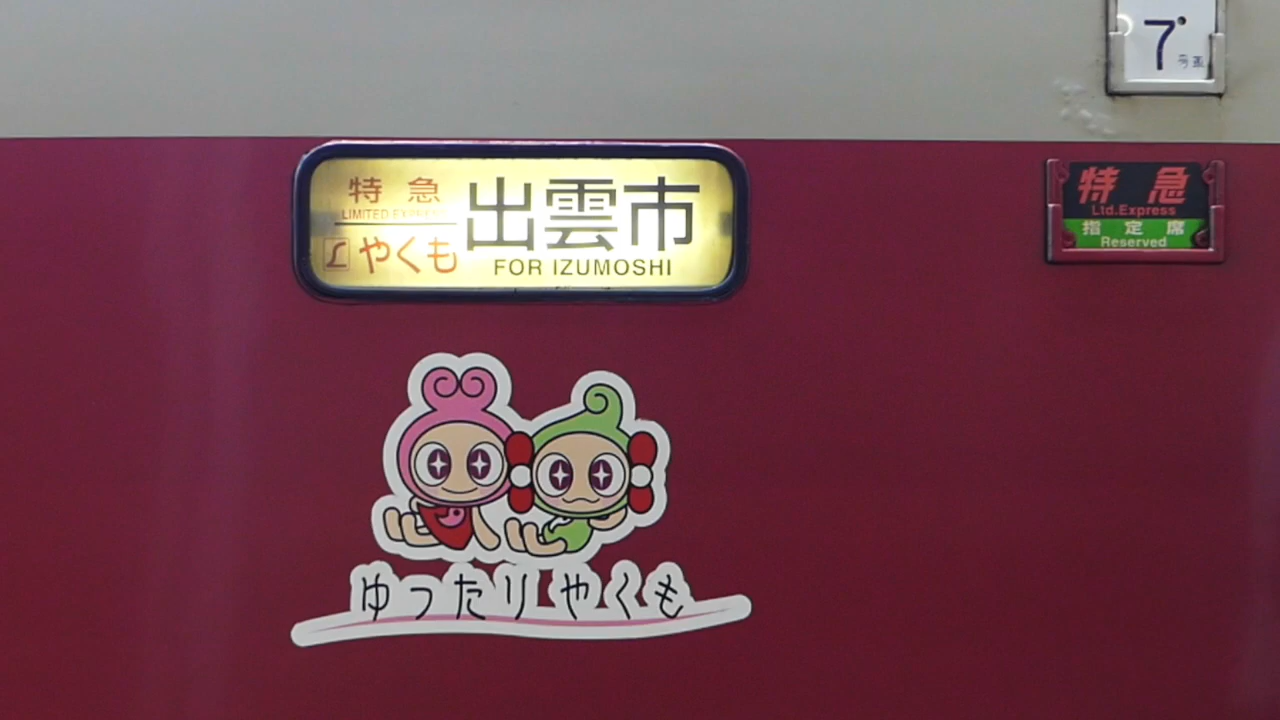 7
号車
特急
LIMITED EXPRESS
L やくも
出雲市
FOR IZUMOSHI
特急
Ltd.Express
指定席
Reserved
ゆったりやくも